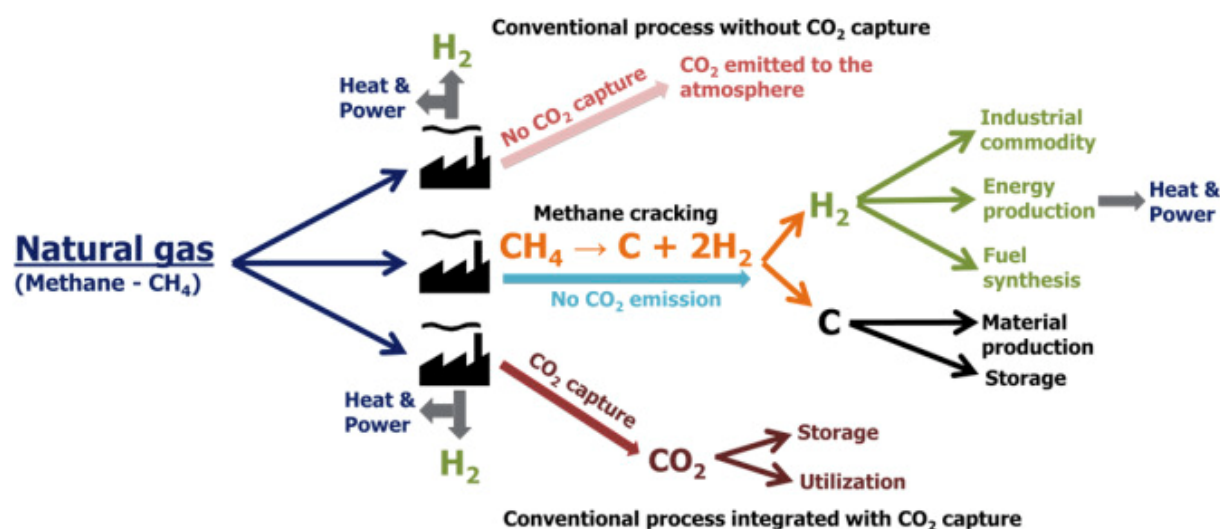 Conventional process without CO₂ capture
H₂
Heat &
Power
No CO₂ capture
CO₂ emitted to the
atmosphere
Natural gas
(Methane - CH₄)
Methane cracking
CH₄ → C + 2H₂
No CO₂ emission
H₂
Industrial
commodity
Energy
production
Heat &
Power
Fuel
synthesis
C
Material
production
Storage
Heat &
Power
H₂
CO₂ capture
CO₂
Storage
Utilization
Conventional process integrated with CO₂ capture